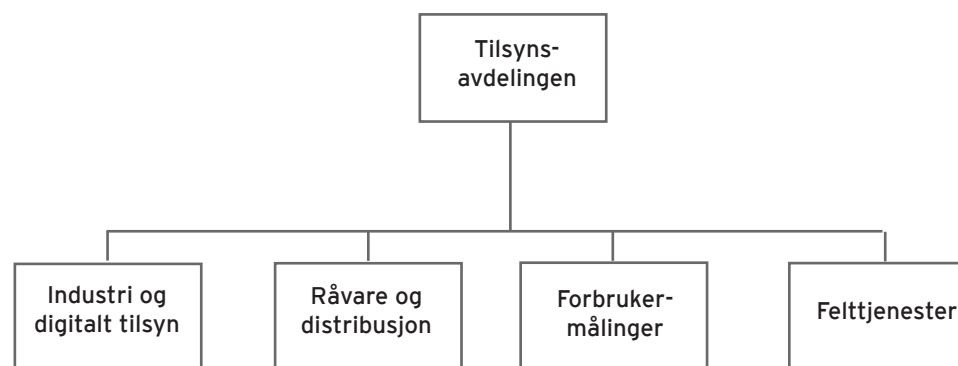 Tilsyns-
avdelingen
Industri og
digitalt tilsyn
Råvare og
distribusjon
Forbruker-
målinger
Felttjenester